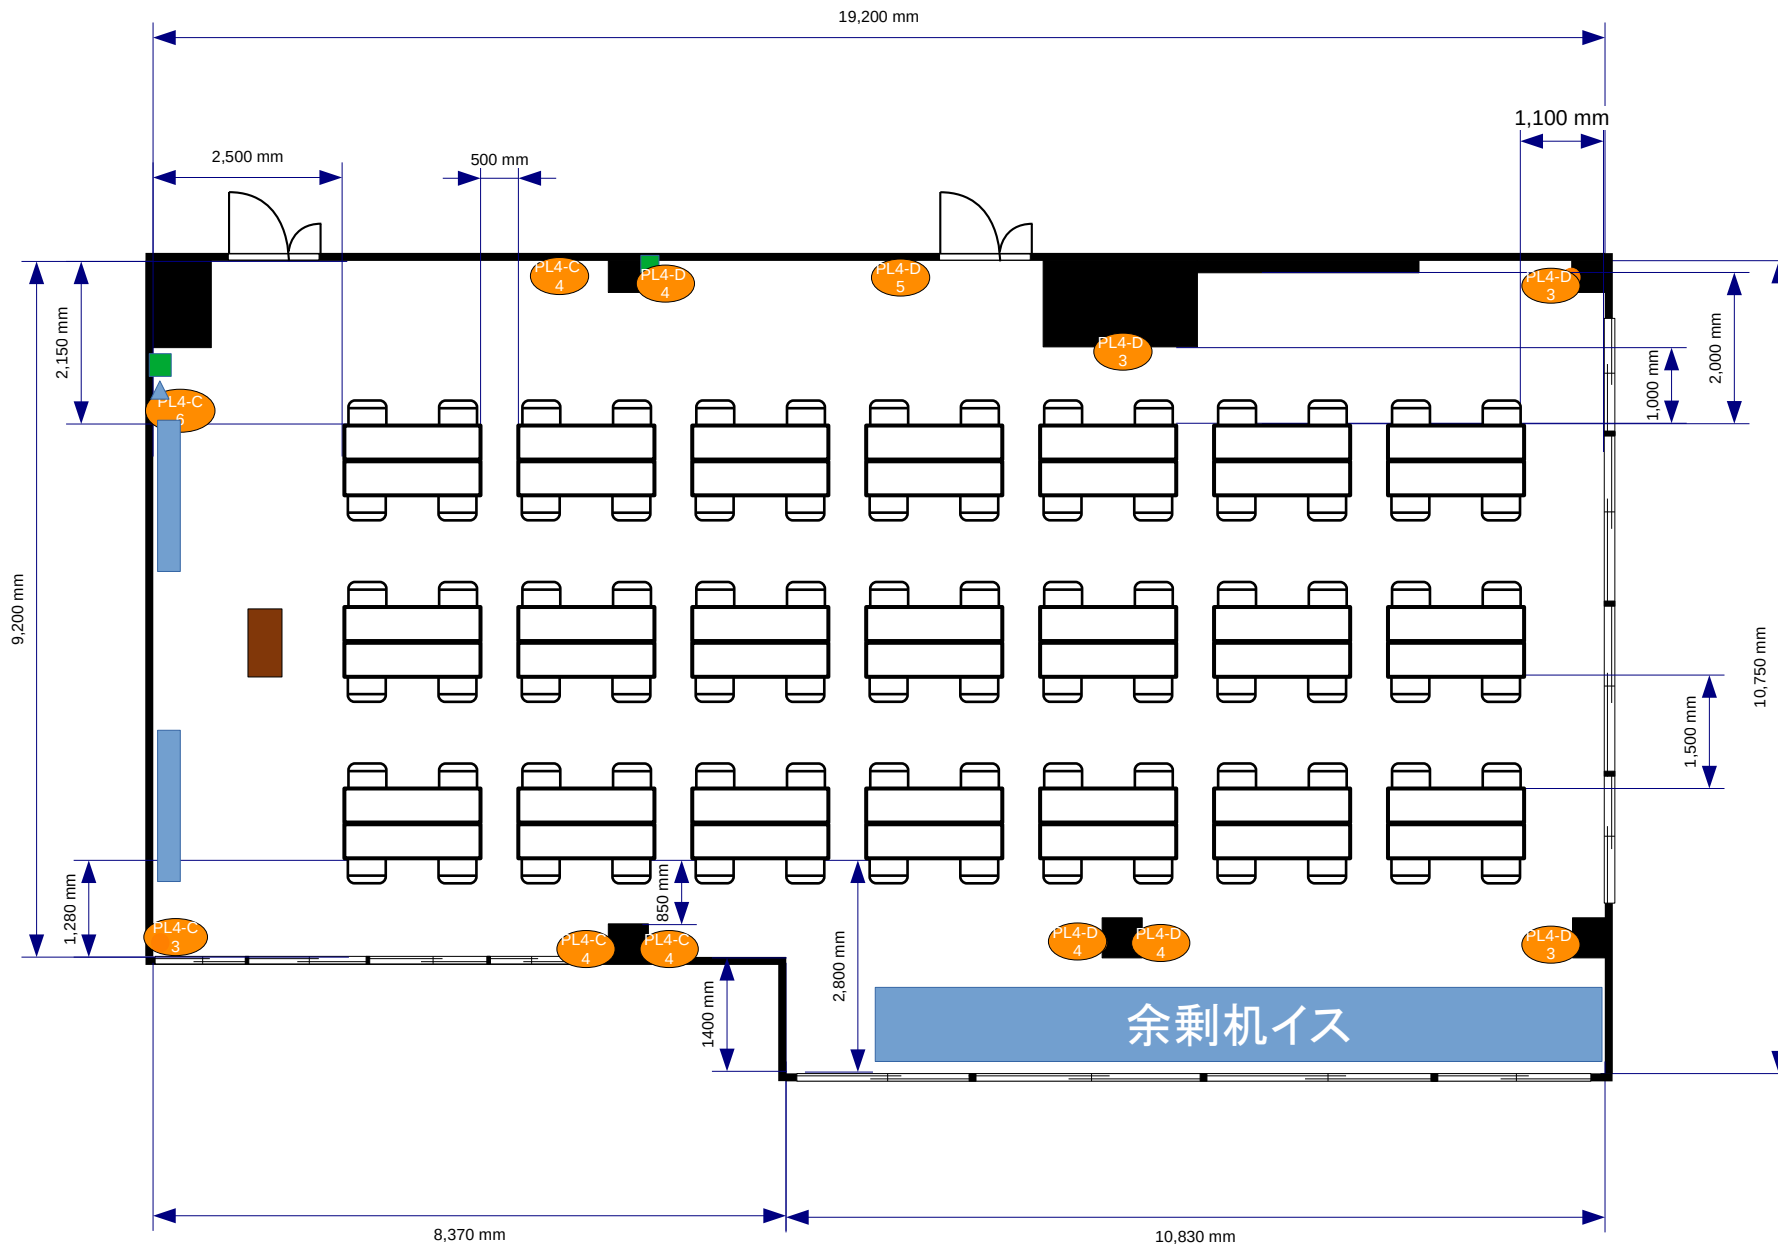 19,200 mm
1,100 mm
2,500 mm
500 mm
PL4-C
4
PL4-D
4
PL4-D
5
PL4-D
3
PL4-D
3
2,150 mm
2,000 mm
1,000 mm
PL4-C
6
9,200 mm
10,750 mm
1,500 mm
1,280 mm
850 mm
PL4-C
3
PL4-C
4
PL4-C
4
PL4-D
4
PL4-D
4
PL4-D
3
2,800 mm
1400 mm
余剰机イス
8,370 mm
10,830 mm